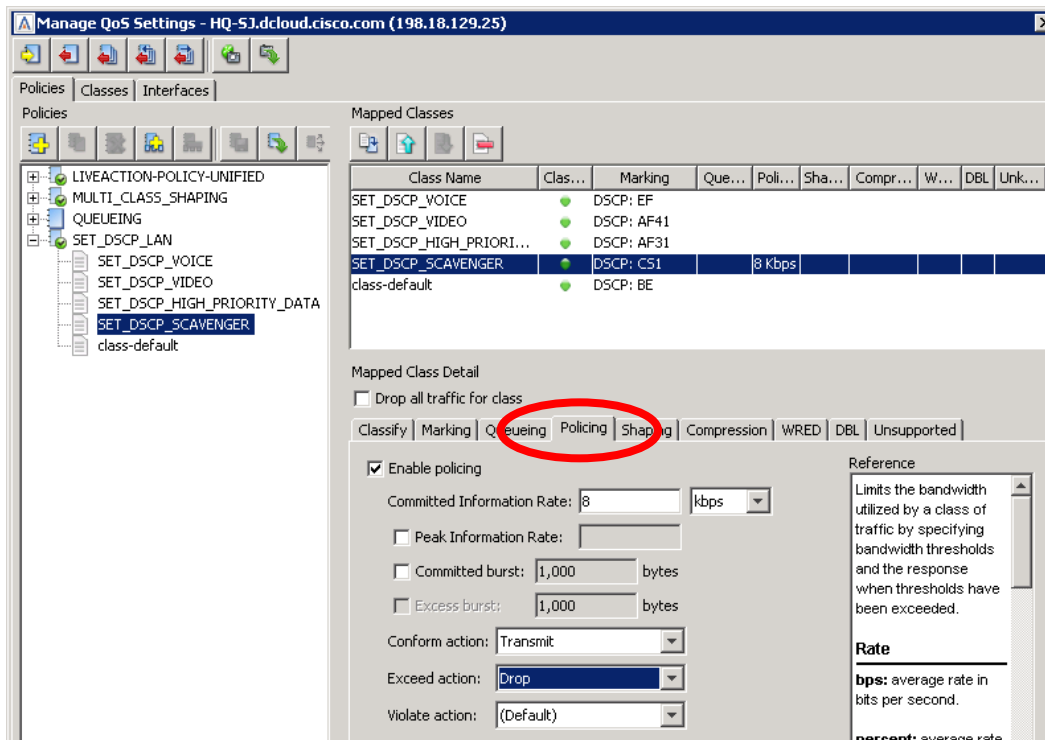 Manage QoS Settings - HQ-SJ.dcloud.cisco.com (198.18.129.25)
Policies Classes Interfaces
Policies
LIVEACTION-POLICY-UNIFIED
MULTI_CLASS_SHAPING
QUEUEING
SET_DSCP_LAN
SET_DSCP_VOICE
SET_DSCP_VIDEO
SET_DSCP_HIGH_PRIORITY_DATA
SET_DSCP_SCAVENGER
class-default
Mapped Classes
Class Name Clas... Marking Que... Poli... Sha... Compr... W... DBL Unk...
SET_DSCP_VOICE DSCP: EF
SET_DSCP_VIDEO DSCP: AF41
SET_DSCP_HIGH_PRIORI... DSCP: AF31
SET_DSCP_SCAVENGER DSCP: CS1 8 Kbps
class-default DSCP: BE
Mapped Class Detail
Drop all traffic for class
Classify Marking Queueing Policing Shaping Compression WRED DBL Unsupported
Enable policing
Committed Information Rate: 8 kbps
Peak Information Rate:
Committed burst: 1,000 bytes
Excess burst: 1,000 bytes
Conform action: Transmit
Exceed action: Drop
Violate action: (Default)
Reference
Limits the bandwidth
utilized by a class of
traffic by specifying
bandwidth thresholds
and the response
when thresholds have
been exceeded.
Rate
bps: average rate in
bits per second.
percent: average rate